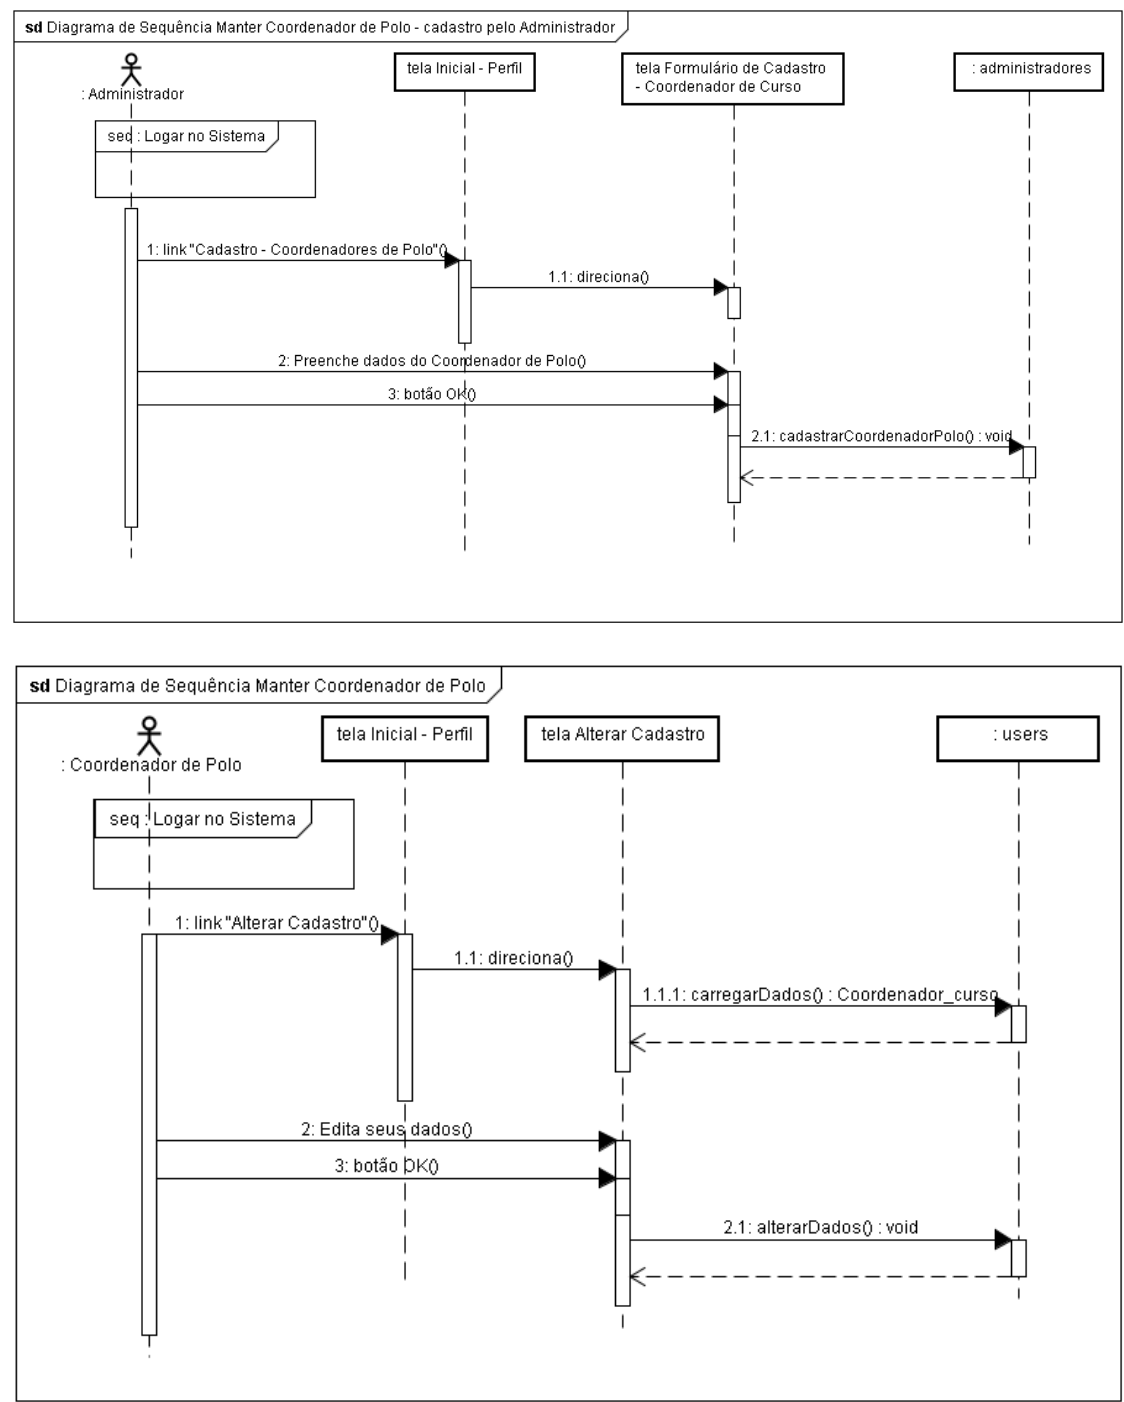 sd Diagrama de Sequência Manter Coordenador de Polo - cadastro pelo Administrador
: Administrador
tela Inicial - Perfil
tela Formulário de Cadastro
- Coordenador de Curso
: administradores
seq : Logar no Sistema
1: link "Cadastro - Coordenadores de Polo"()
1.1: direciona()
2: Preenche dados do Coordenador de Polo()
3: botão OK()
2.1: cadastrarCoordenadorPolo() : void
sd Diagrama de Sequência Manter Coordenador de Polo
: Coordenador de Polo
tela Inicial - Perfil
tela Alterar Cadastro
: users
seq : Logar no Sistema
1: link "Alterar Cadastro"()
1.1: direciona()
1.1.1: carregarDados() : Coordenador_curso
2: Edita seus dados()
3: botão OK()
2.1: alterarDados() : void